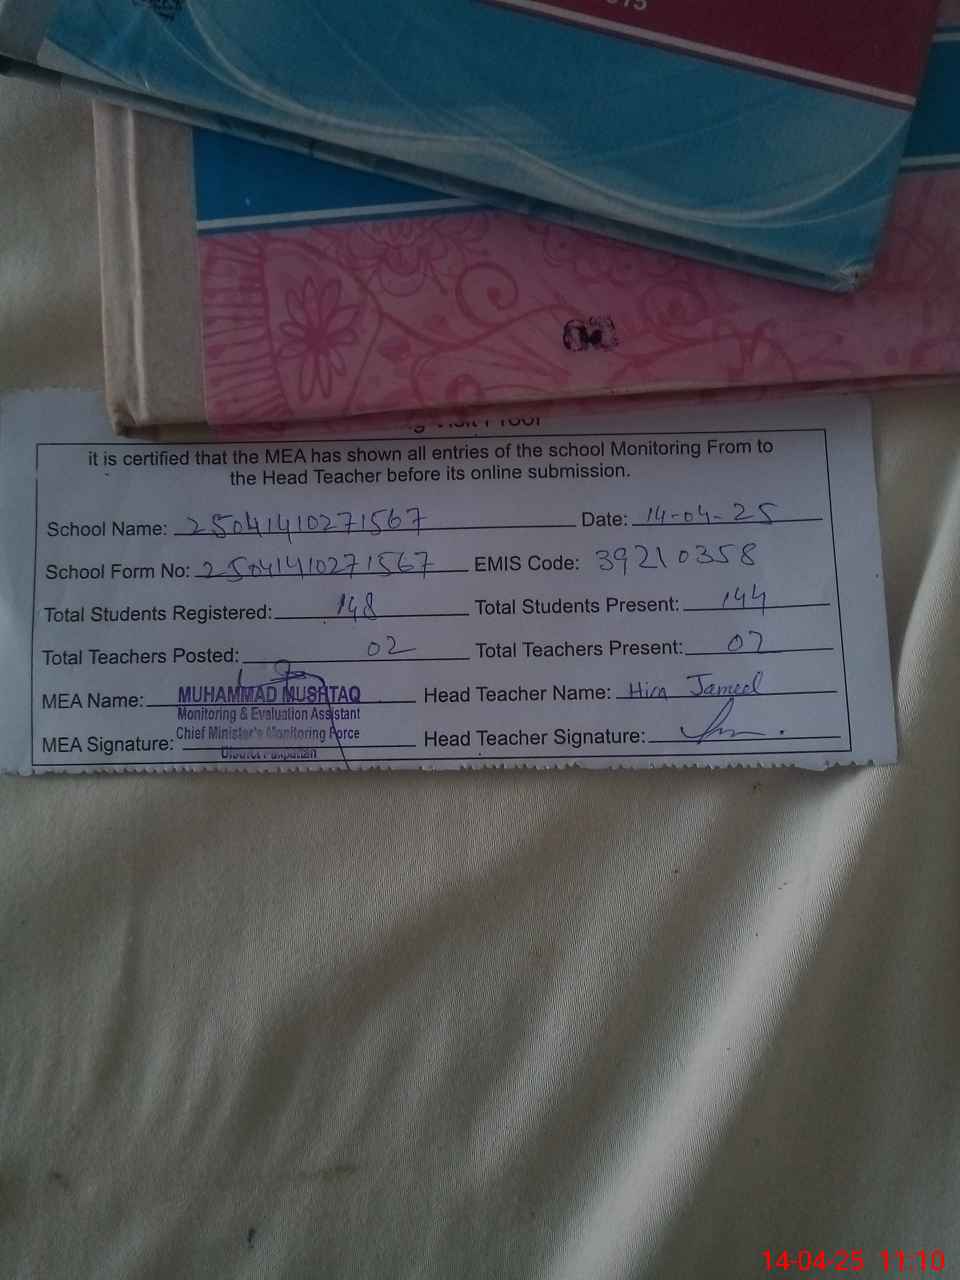 it is certified that the MEA has shown all entries of the school Monitoring From to
the Head Teacher before its online submission.
School Name: 25041410271567 Date: 14-04-25
School Form No: 25041410271567 EMIS Code: 39210358
Total Students Registered: 148 Total Students Present: 144
Total Teachers Posted: 02 Total Teachers Present: 02
MEA Name: MUHAMMAD MUSHTAQ Head Teacher Name: Hira Jameel
Monitoring & Evaluation Assistant
Chief Minister's Monitoring Force
MEA Signature: Head Teacher Signature:
District Pakpattan
14-04-25 11:10